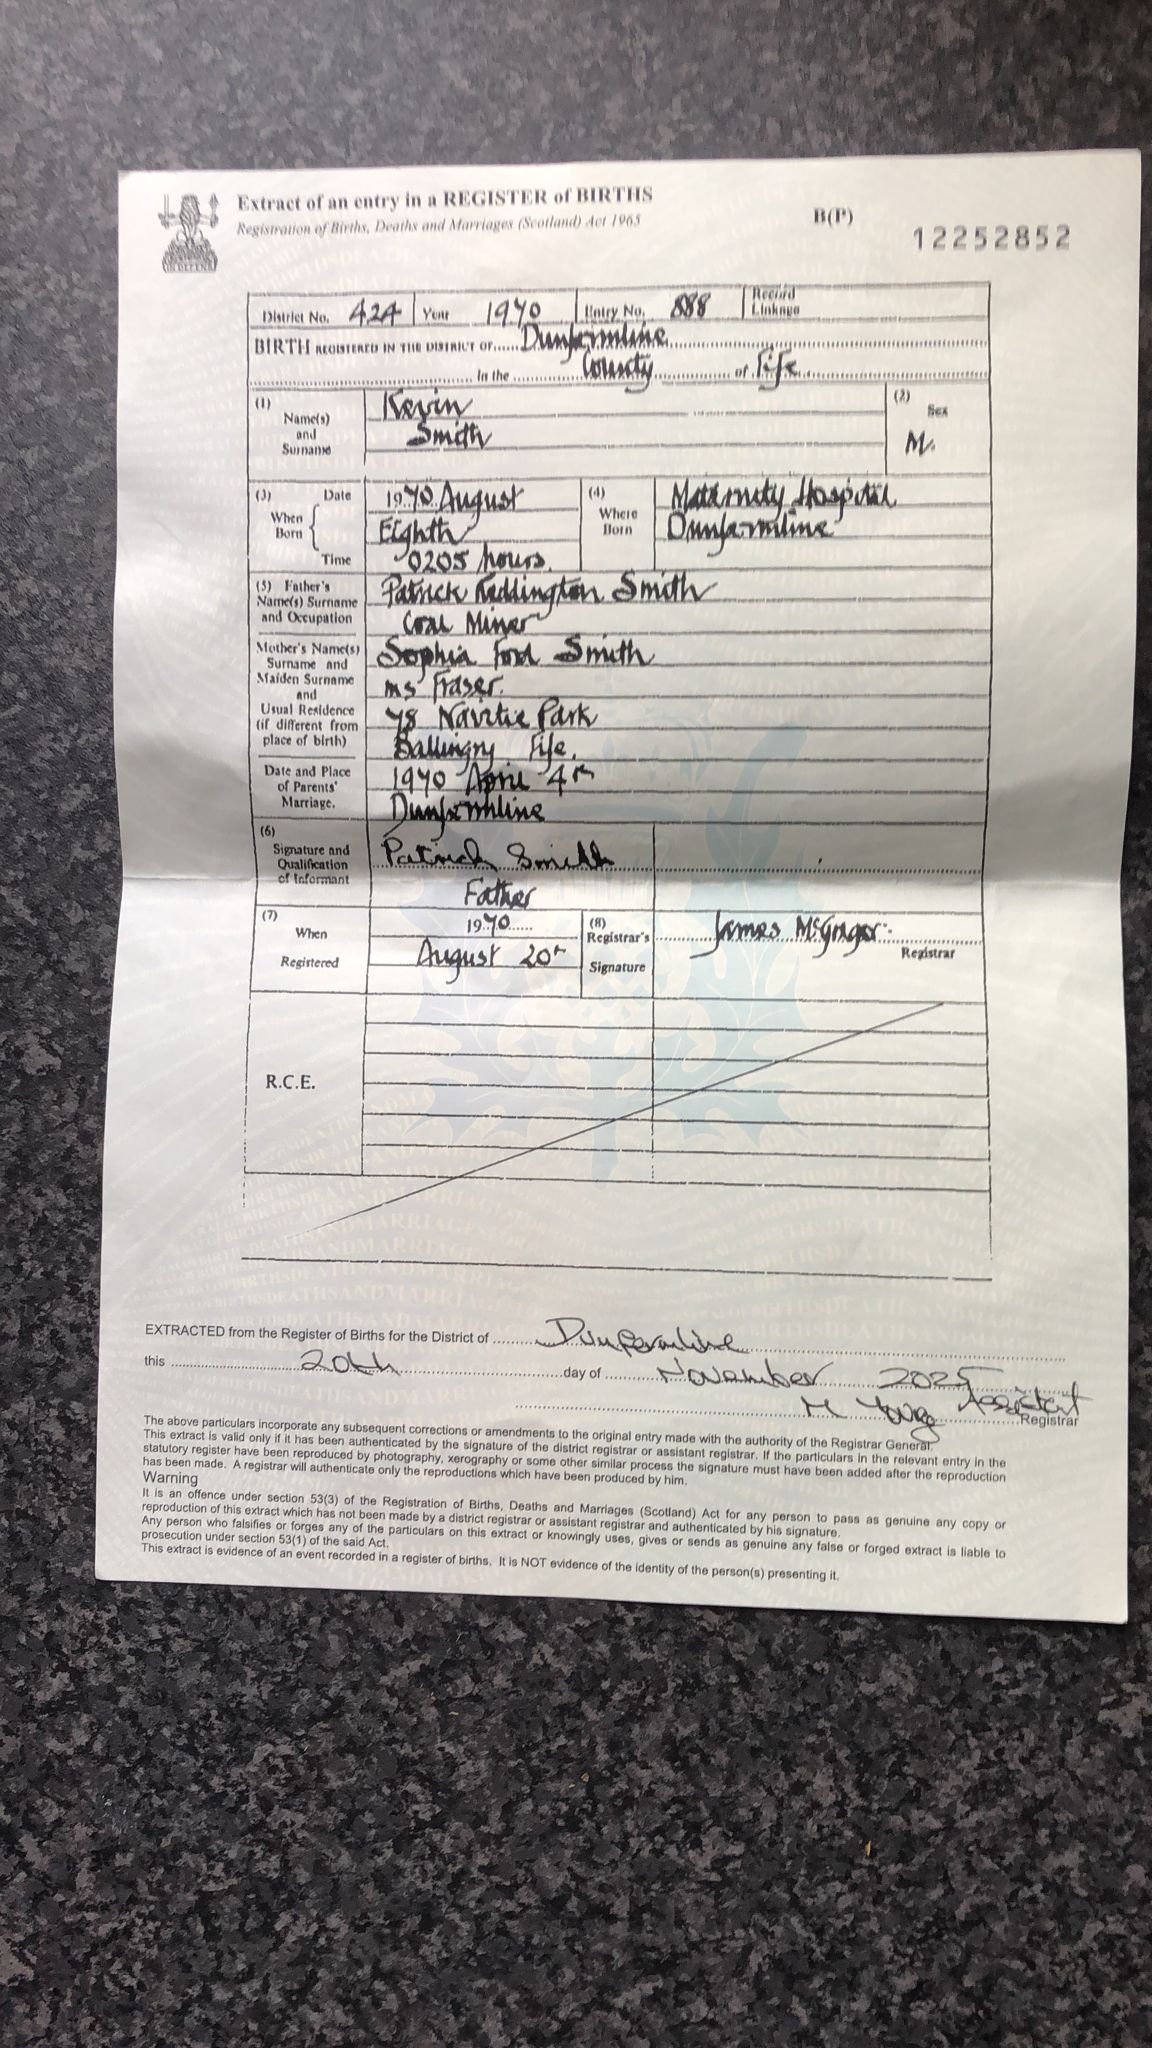 Extract of an entry in a REGISTER of BIRTHS
Registration of Births, Deaths and Marriages (Scotland) Act 1965
B(P)
12252852
IN DEFENS
District No. 424 Year 1970 Entry No. 888 Record Linkage
BIRTH REGISTERED IN THE DISTRICT OF Dunfermline
In the County of Fife
(1) Name(s) and Surname Kevin
Smith
(2) Sex M.
(3) When Born Date 1970 August
Eighth
Time 0205 hours.
(4) Where Born Maternity Hospital
Dunfermline
(5) Father's Name(s) Surname and Occupation Patrick Reddington Smith
Coal Miner
Mother's Name(s) Surname and Maiden Surname Sophia Ford Smith
ms Fraser.
and Usual Residence (if different from place of birth) 78 Navitie Park
Ballingry Fife.
Date and Place of Parents' Marriage. 1970 April 4th
Dunfermline
(6) Signature and Qualification of Informant Patrick Smith
Father
(7) When Registered 1970
August 20th
(8) Registrar's Signature James McGregor
Registrar
R.C.E.
EXTRACTED from the Register of Births for the District of Dunfermline
this 20th day of November 2025
M Young Assistant Registrar
The above particulars incorporate any subsequent corrections or amendments to the original entry made with the authority of the Registrar General.
This extract is valid only if it has been authenticated by the signature of the district registrar or assistant registrar. If the particulars in the relevant entry in the
statutory register have been reproduced by photography, xerography or some other similar process the signature must have been added after the reproduction
has been made. A registrar will authenticate only the reproductions which have been produced by him.
Warning
It is an offence under section 53(3) of the Registration of Births, Deaths and Marriages (Scotland) Act for any person to pass as genuine any copy or
reproduction of this extract which has not been made by a district registrar or assistant registrar and authenticated by his signature.
Any person who falsifies or forges any of the particulars on this extract or knowingly uses, gives or sends as genuine any false or forged extract is liable to
prosecution under section 53(1) of the said Act.
This extract is evidence of an event recorded in a register of births. It is NOT evidence of the identity of the person(s) presenting it.